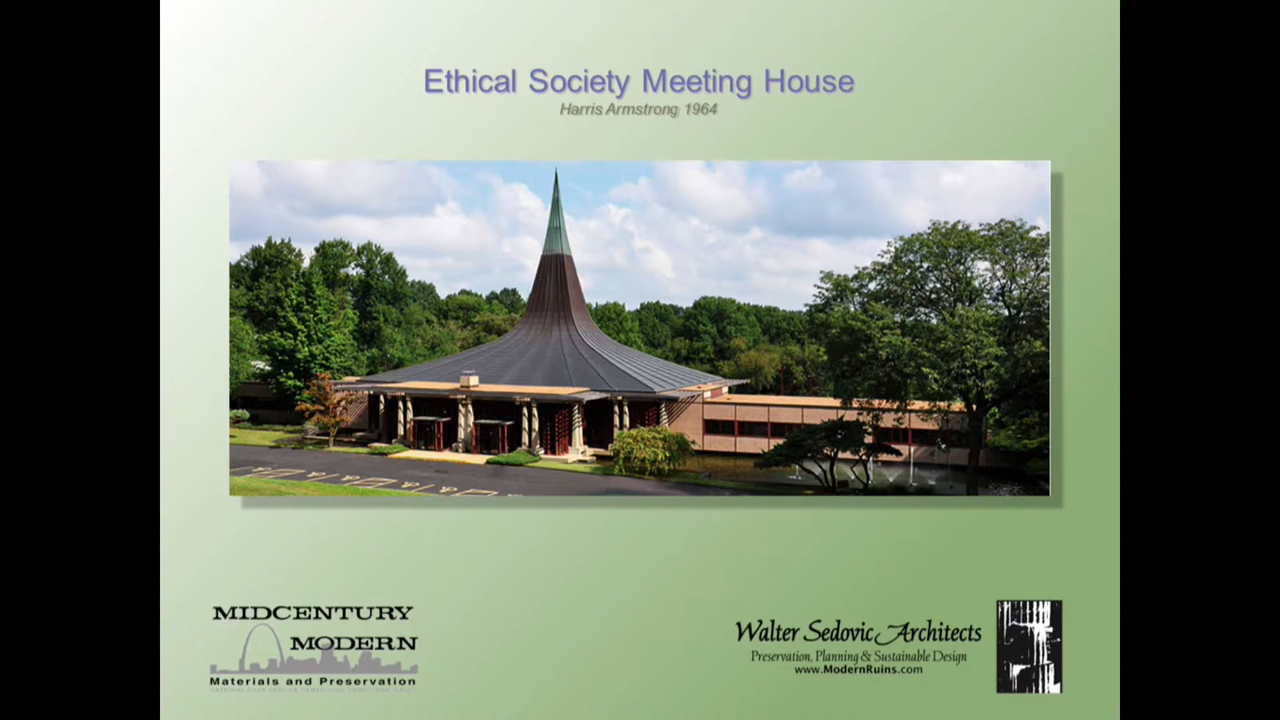 Ethical Society Meeting House
Harris Armstrong 1964
MIDCENTURY
MODERN
Materials and Preservation
Walter Sedovic Architects
Preservation, Planning & Sustainable Design
www.ModernRuins.com